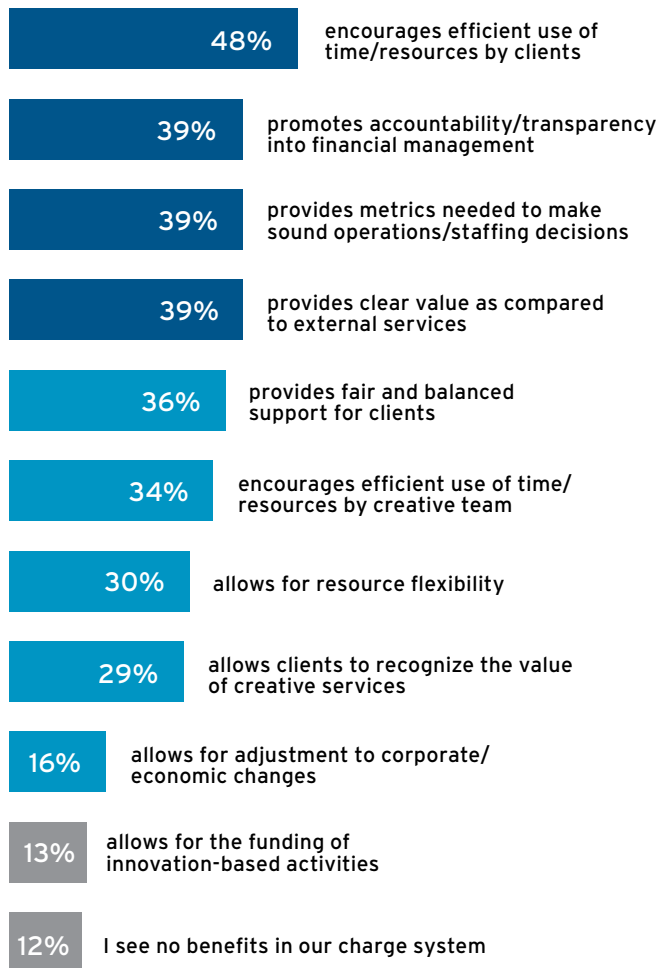 48%
encourages efficient use of
time/resources by clients
39%
promotes accountability/transparency
into financial management
39%
provides metrics needed to make
sound operations/staffing decisions
39%
provides clear value as compared
to external services
36%
provides fair and balanced
support for clients
34%
encourages efficient use of time/
resources by creative team
30%
allows for resource flexibility
29%
allows clients to recognize the value
of creative services
16%
allows for adjustment to corporate/
economic changes
13%
allows for the funding of
innovation-based activities
12%
I see no benefits in our charge system